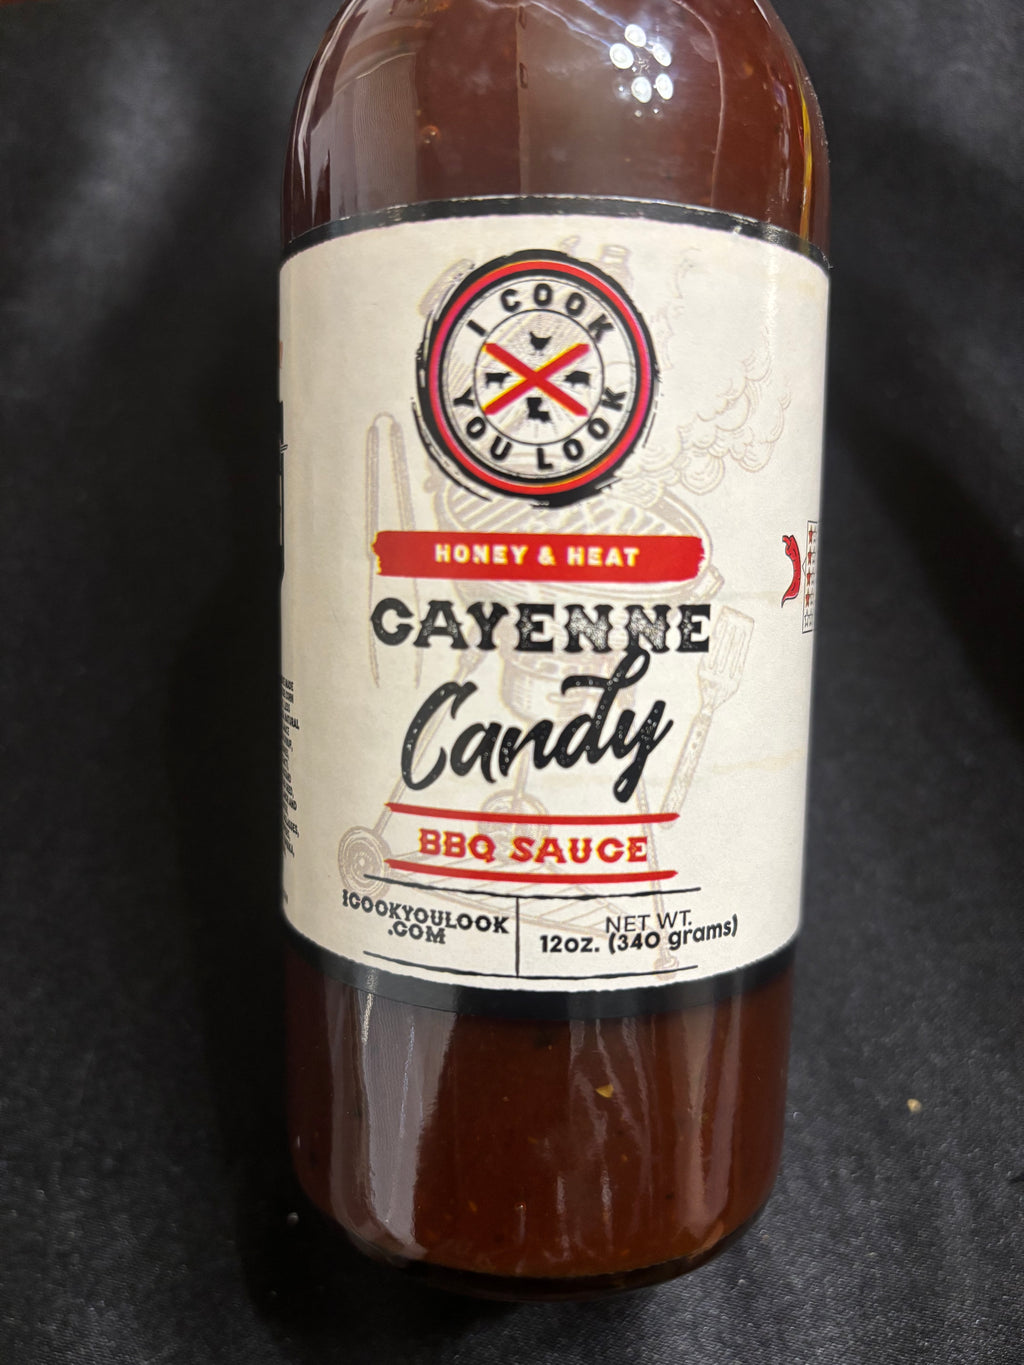 I COOK
YOU LOOK
HONEY & HEAT
CAYENNE
Candy
BBQ SAUCE
ICOOKYOULOOK
.COM
NET WT.
12oz. (340 grams)